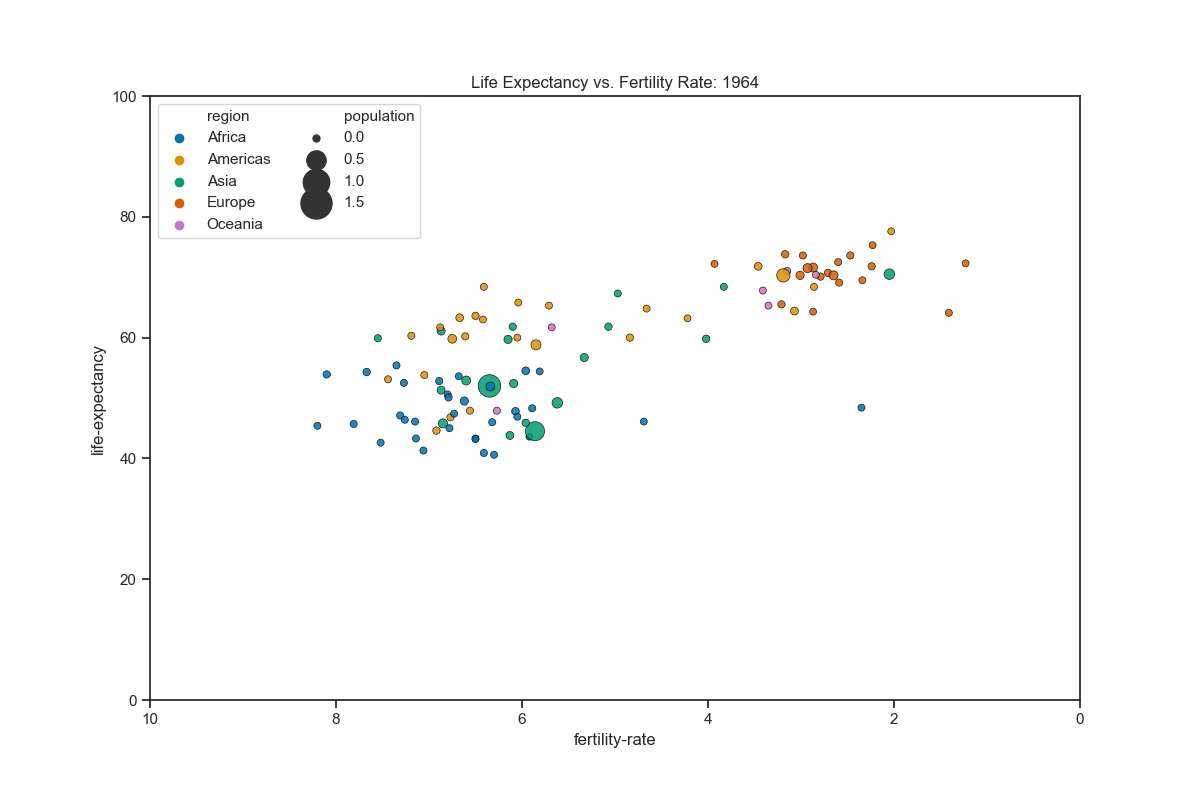 Life Expectancy vs. Fertility Rate: 1964
100
80
60
40
20
0
life-expectancy
region
Africa
Americas
Asia
Europe
Oceania
population
0.0
0.5
1.0
1.5
10
8
6
4
2
0
fertility-rate